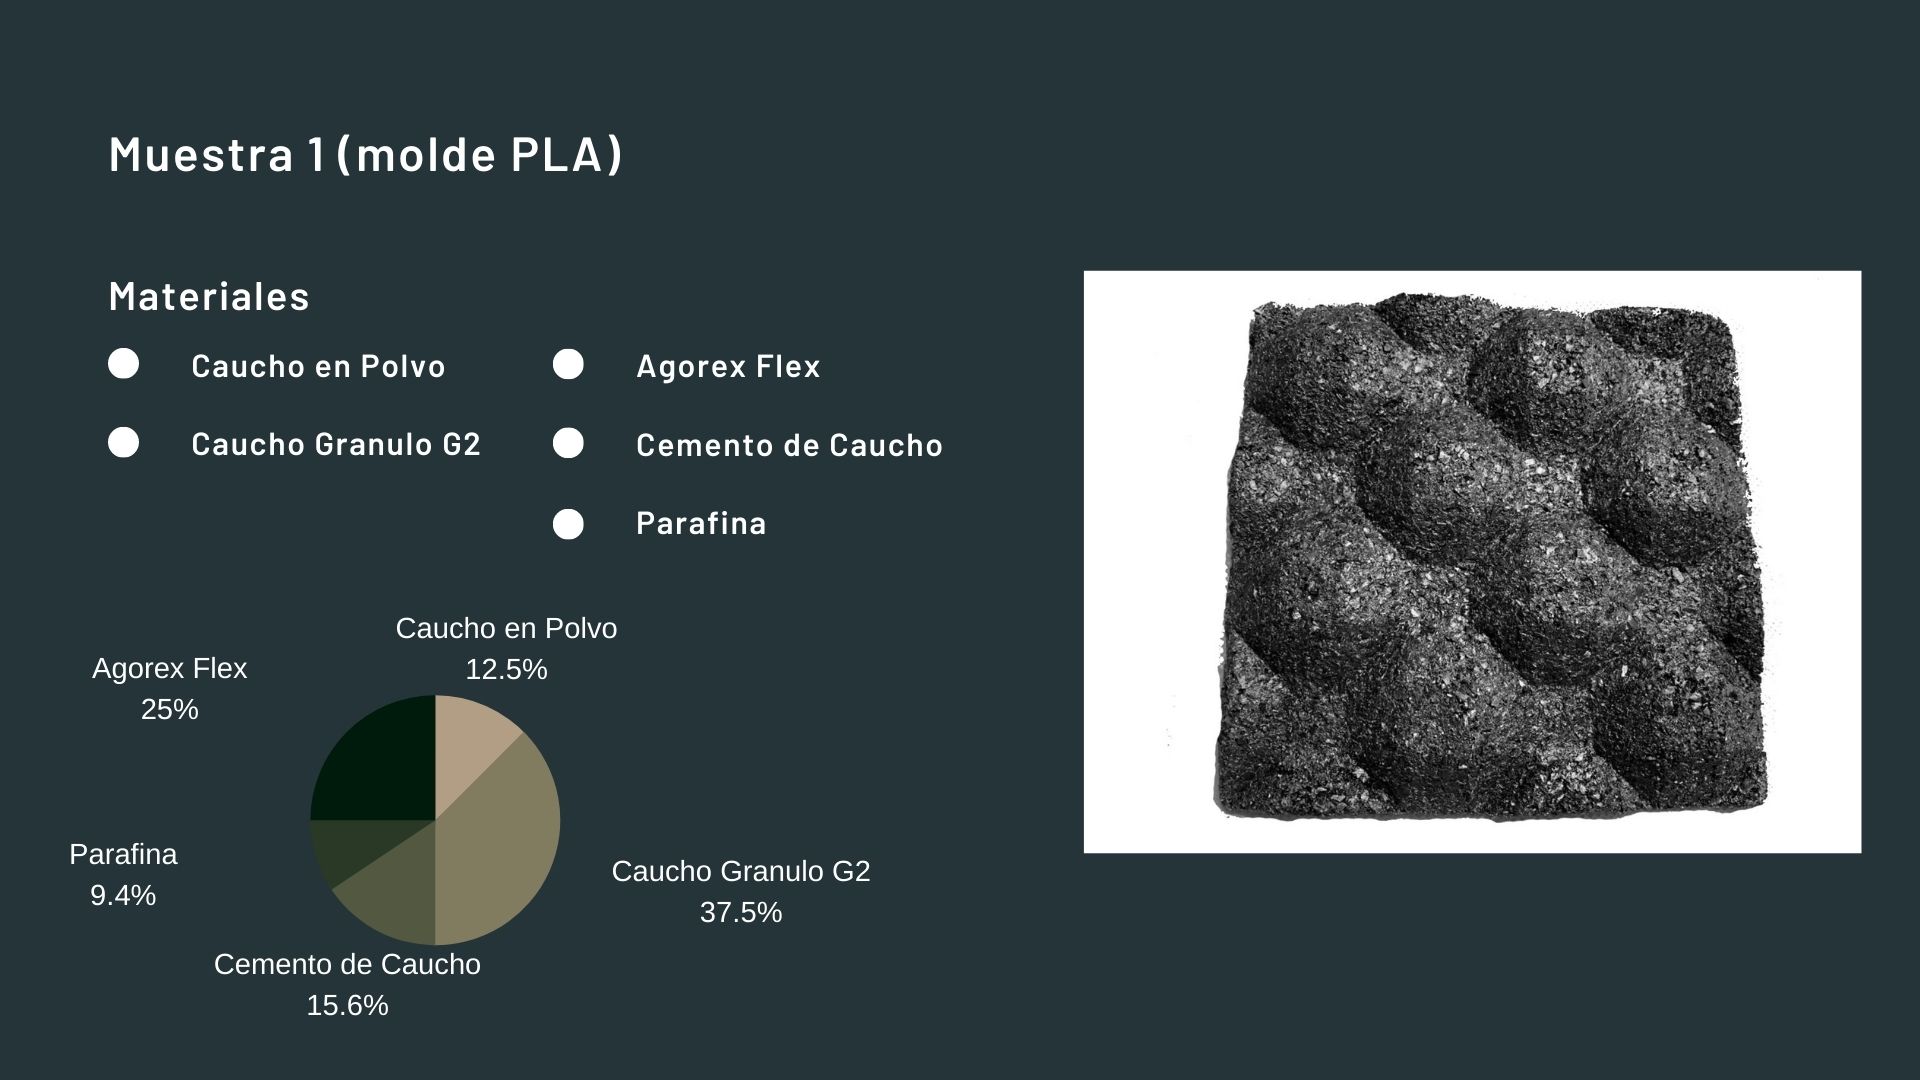 Muestra 1 (molde PLA)
Materiales
Caucho en Polvo
Caucho Granulo G2
Agorex Flex
Cemento de Caucho
Parafina
Caucho en Polvo
12.5%
Agorex Flex
25%
Parafina
9.4%
Caucho Granulo G2
37.5%
Cemento de Caucho
15.6%